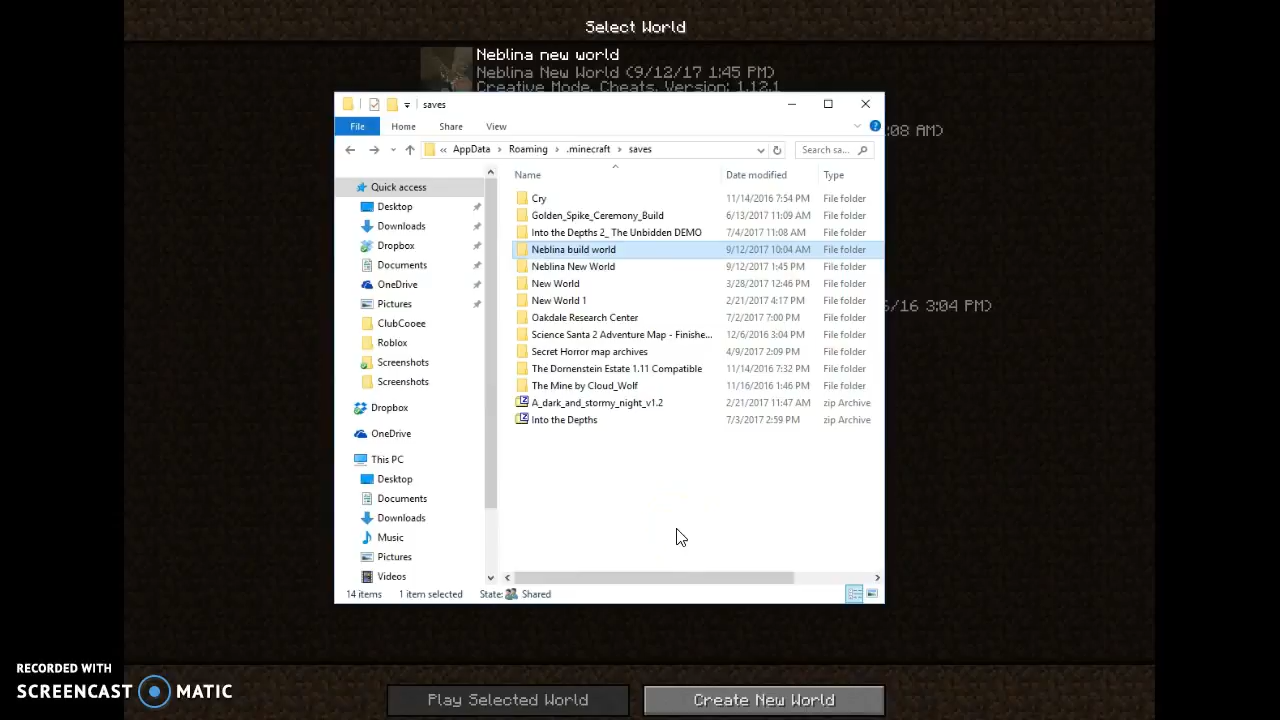 Select World
Neblina new world
Neblina New World (9/12/17 1:45 PM)
Creative Mode, Cheats, Version: 1.12.1
:08 AM)
6/16 3:04 PM)
saves
File Home Share View
« AppData › Roaming › .minecraft › saves
Search sa...
Name Date modified Type
Quick access
Desktop
Downloads
Dropbox
Documents
OneDrive
Pictures
ClubCooee
Roblox
Screenshots
Screenshots
Dropbox
OneDrive
This PC
Desktop
Documents
Downloads
Music
Pictures
Videos
Cry 11/14/2016 7:54 PM File folder
Golden_Spike_Ceremony_Build 6/13/2017 11:09 AM File folder
Into the Depths 2_ The Unbidden DEMO 7/4/2017 11:08 AM File folder
Neblina build world 9/12/2017 10:04 AM File folder
Neblina New World 9/12/2017 1:45 PM File folder
New World 3/28/2017 12:46 PM File folder
New World 1 2/21/2017 4:17 PM File folder
Oakdale Research Center 7/2/2017 7:00 PM File folder
Science Santa 2 Adventure Map - Finishe... 12/6/2016 3:04 PM File folder
Secret Horror map archives 4/9/2017 2:09 PM File folder
The Dornenstein Estate 1.11 Compatible 11/14/2016 7:32 PM File folder
The Mine by Cloud_Wolf 11/16/2016 1:46 PM File folder
A_dark_and_stormy_night_v1.2 2/21/2017 11:47 AM zip Archive
Into the Depths 7/3/2017 2:59 PM zip Archive
14 items 1 item selected State: Shared
Play Selected World
Create New World
RECORDED WITH
SCREENCAST MATIC